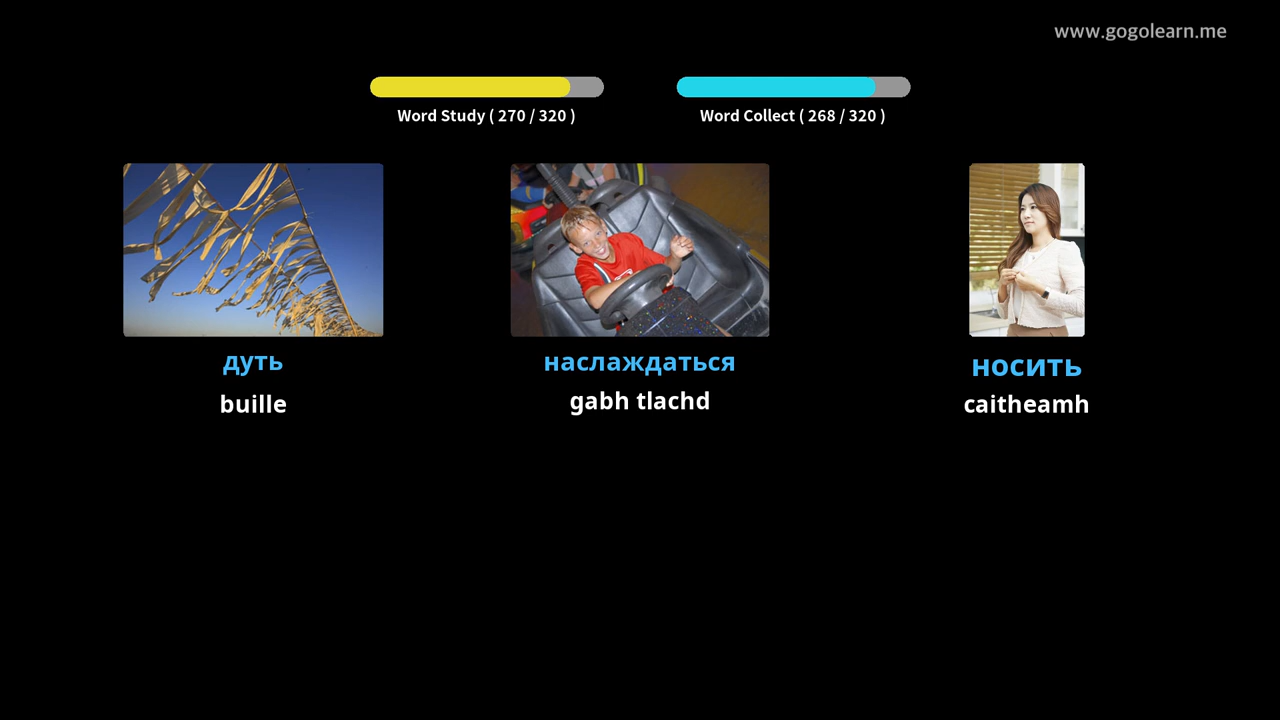 www.gogolearn.me
Word Study ( 270 / 320 )
Word Collect ( 268 / 320 )
дуть
наслаждаться
носить
buille
gabh tlachd
caitheamh